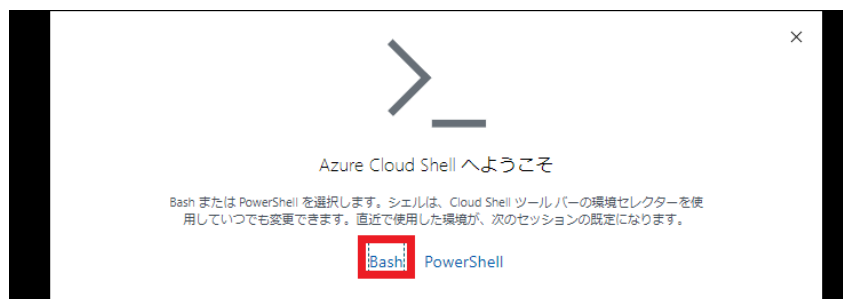 Azure Cloud Shell へようこそ
Bash または PowerShell を選択します。シェルは、Cloud Shell ツール バーの環境セレクターを使
用していつでも変更できます。直近で使用した環境が、次のセッションの既定になります。
Bash PowerShell